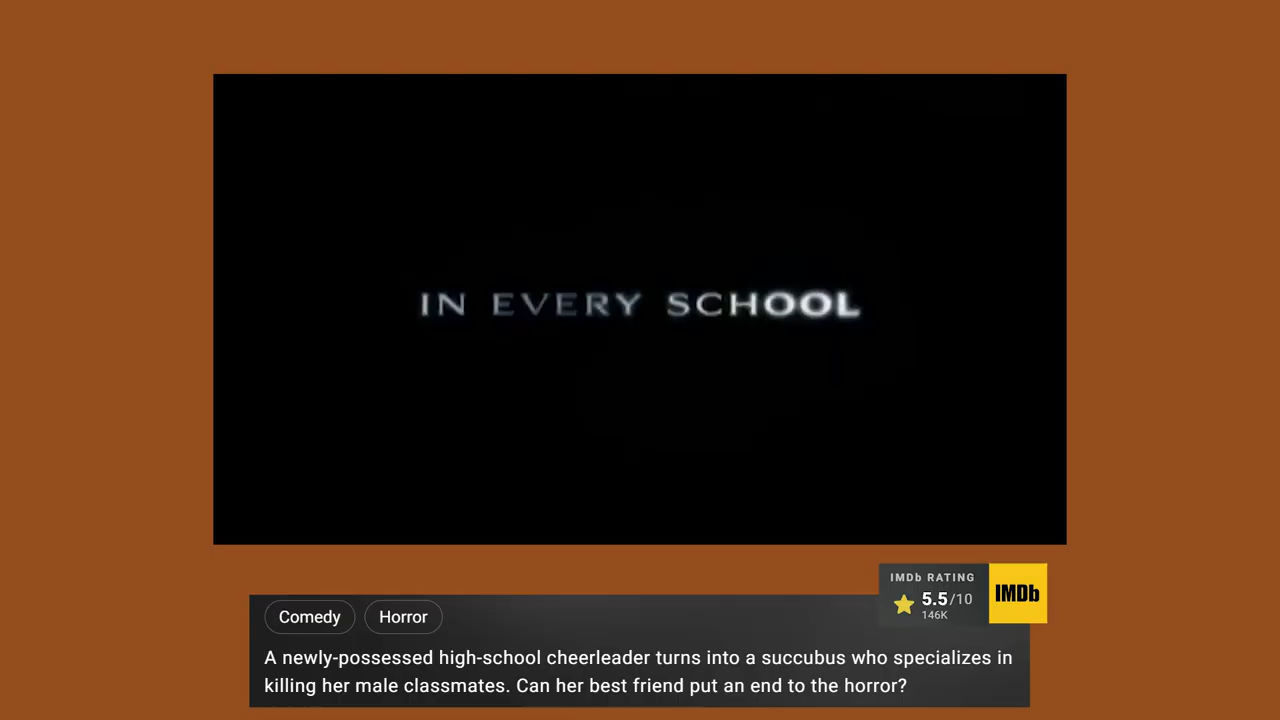 IN EVERY SCHOOL
IMDb RATING
5.5/10
146K
IMDb
Comedy
Horror
A newly-possessed high-school cheerleader turns into a succubus who specializes in
killing her male classmates. Can her best friend put an end to the horror?